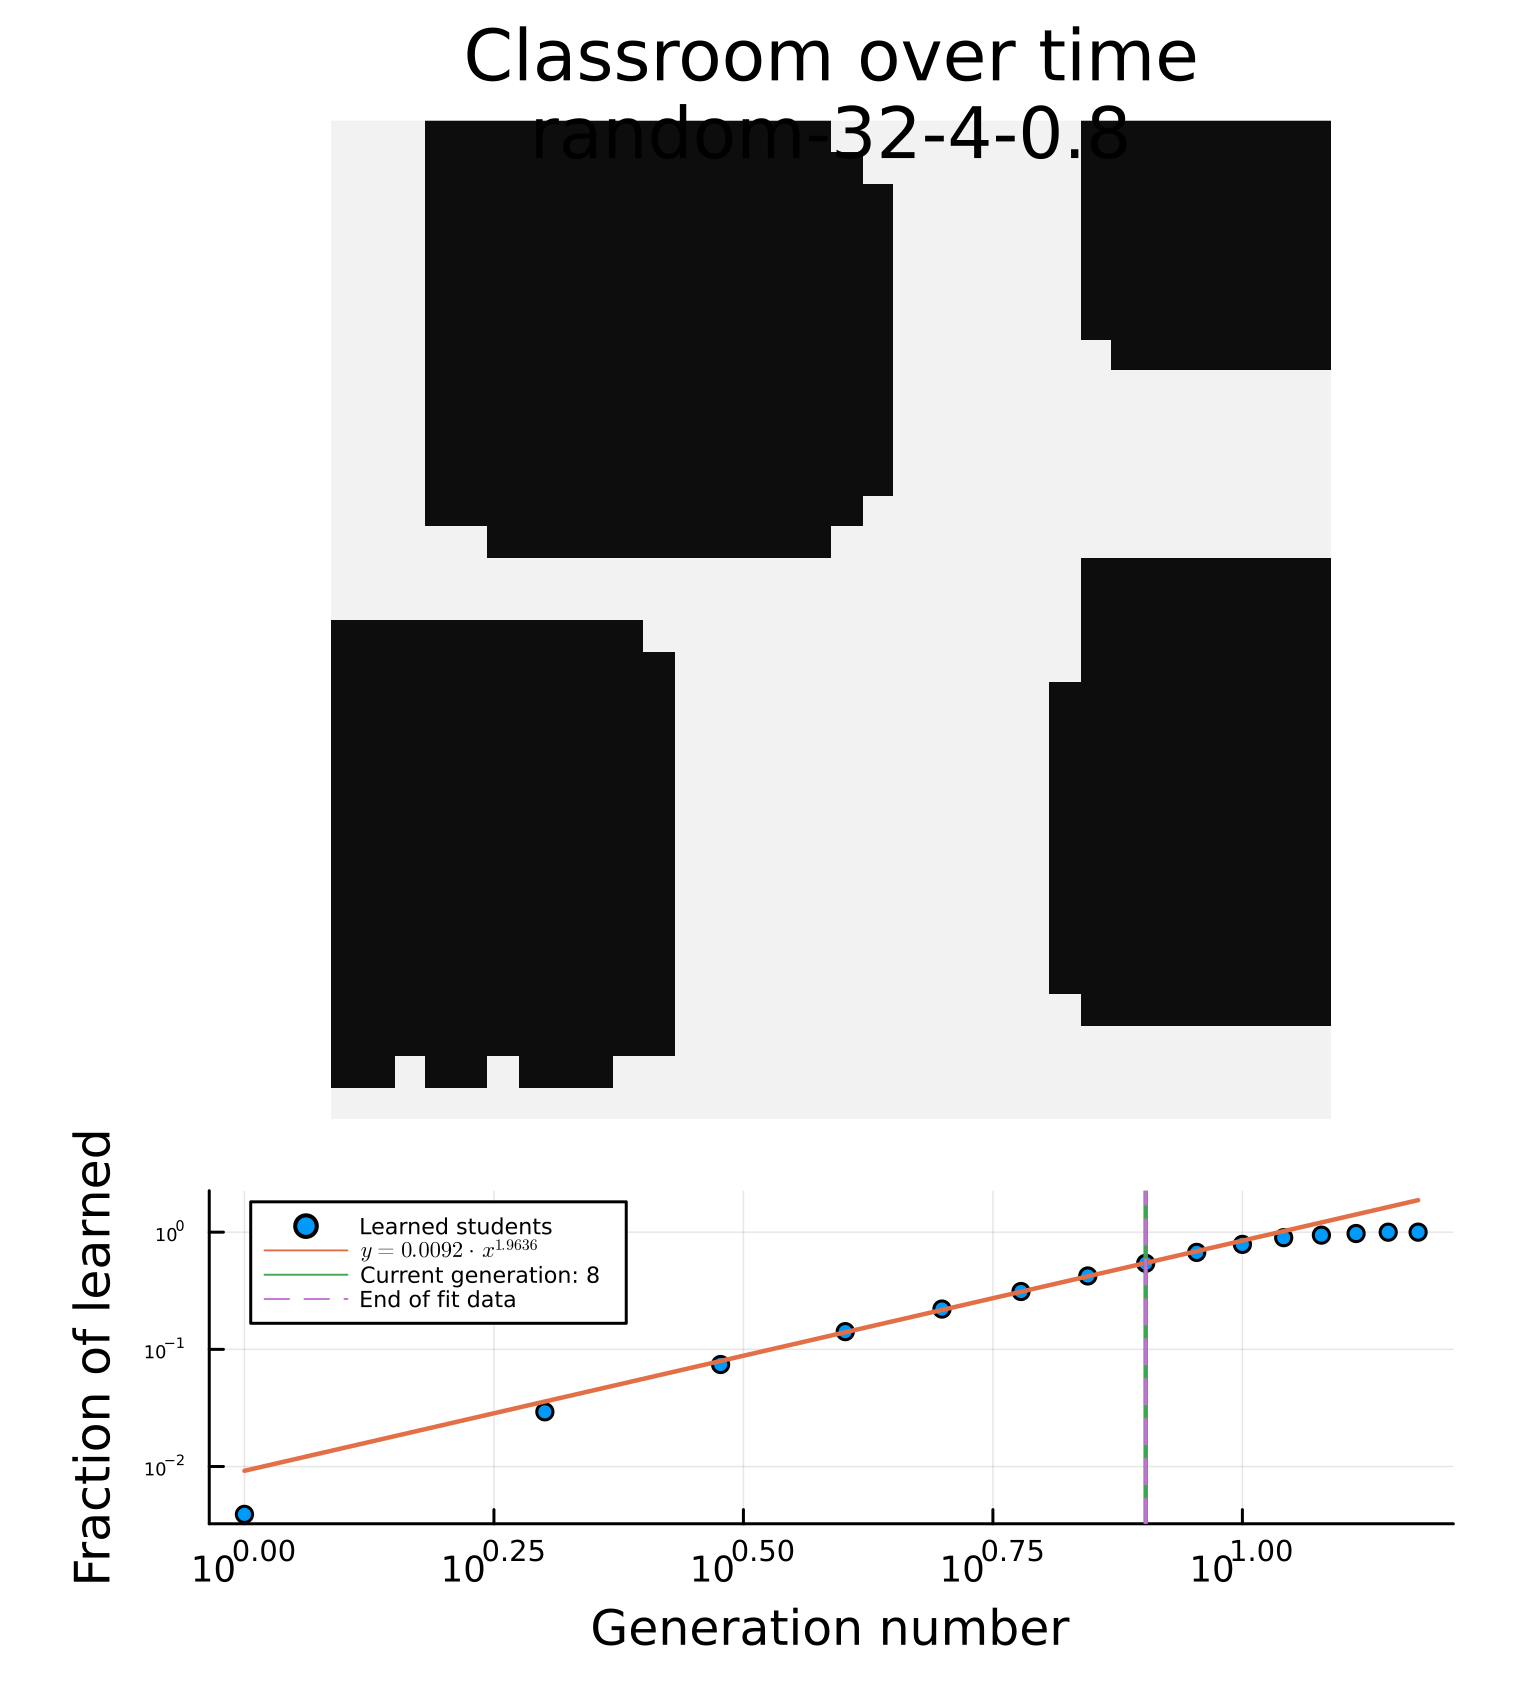 Classroom over time
random-32-4-0.8
Fraction of learned
10⁰
10⁻¹
10⁻²
Learned students
y = 0.0092 · x^1.9636
Current generation: 8
End of fit data
10^0.00 10^0.25 10^0.50 10^0.75 10^1.00
Generation number